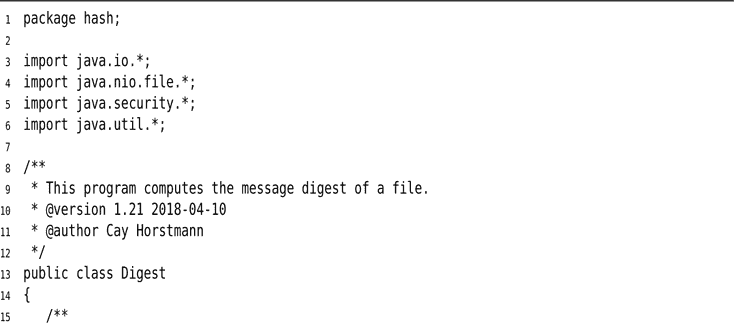 1 package hash;
2
3 import java.io.*;
4 import java.nio.file.*;
5 import java.security.*;
6 import java.util.*;
7
8 /**
9  * This program computes the message digest of a file.
10  * @version 1.21 2018-04-10
11  * @author Cay Horstmann
12  */
13 public class Digest
14 {
15    /**